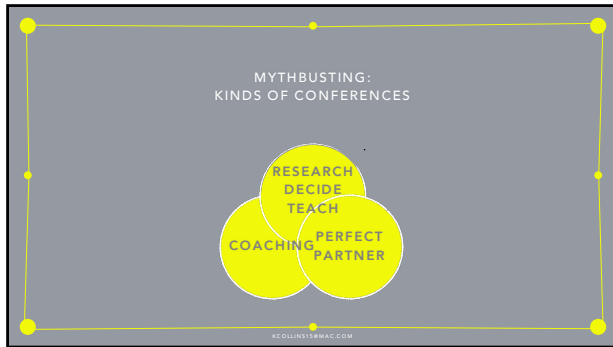 MYTHBUSTING:
KINDS OF CONFERENCES
RESEARCH
DECIDE
TEACH
COACHING
PERFECT
PARTNER
KCOLLINS15@MAC.COM